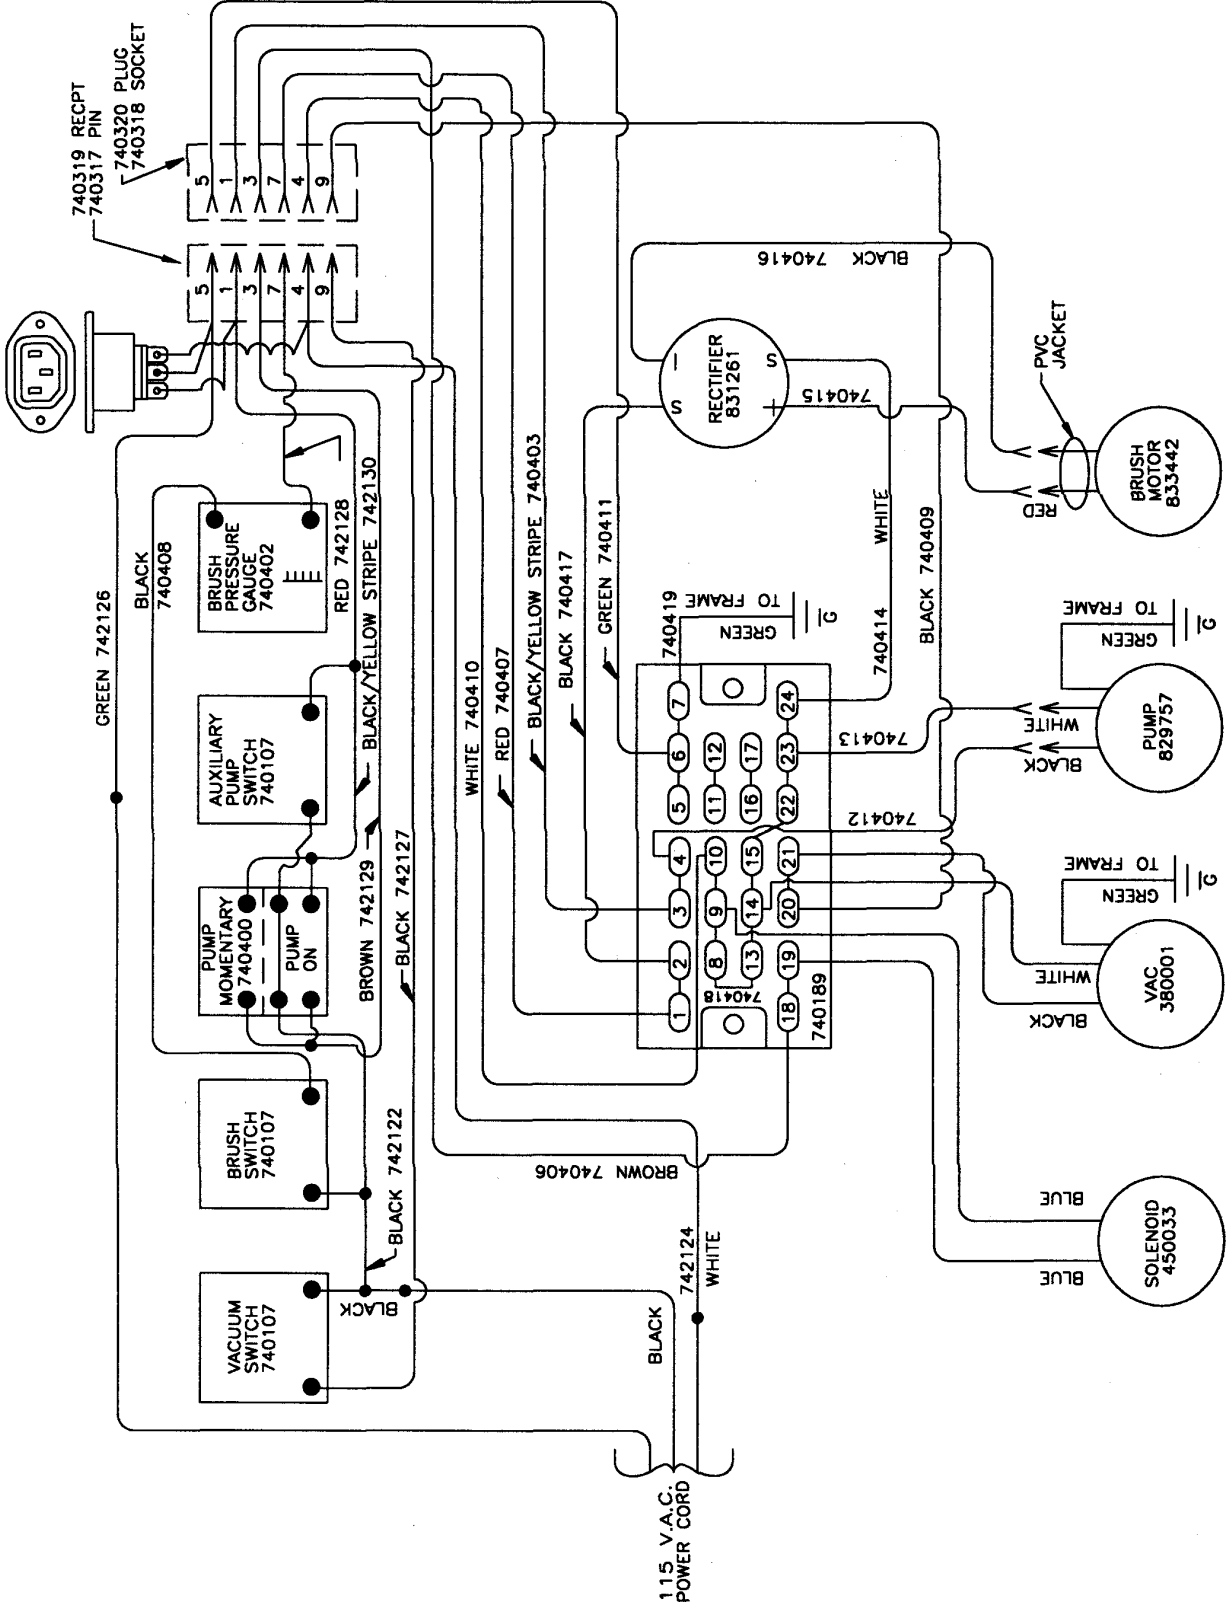 740319 RECPT
740317 PIN
740320 PLUG
740318 SOCKET
5
1
3
7
4
9
5
1
3
7
4
9
GREEN 742126
BLACK
740408
BRUSH
PRESSURE
GAUGE
740402
RED 742128
BLACK/YELLOW STRIPE 742130
AUXILIARY
PUMP
SWITCH
740107
PUMP
MOMENTARY
740400
PUMP
ON
BROWN 742129
BLACK 742127
BRUSH
SWITCH
740107
BLACK 742122
VACUUM
SWITCH
740107
BLACK
WHITE 740410
RED 740407
BLACK/YELLOW STRIPE 740403
BLACK 740417
GREEN 740411
BROWN 740406
742124
WHITE
BLACK
115 V.A.C.
POWER CORD
RECTIFIER
831261
S
–
+
S
BLACK 740416
740415
WHITE
740414
BLACK 740409
740419
GREEN
TO FRAME
G
1
2
3
4
5
6
7
8
9
10
11
12
13
14
15
16
17
18
19
20
21
22
23
24
740418
740189
740413
740412
PVC
JACKET
RED
BRUSH
MOTOR
833442
WHITE
BLACK
PUMP
829757
GREEN
TO FRAME
G
WHITE
BLACK
VAC
380001
GREEN
TO FRAME
G
BLUE
BLUE
SOLENOID
450033